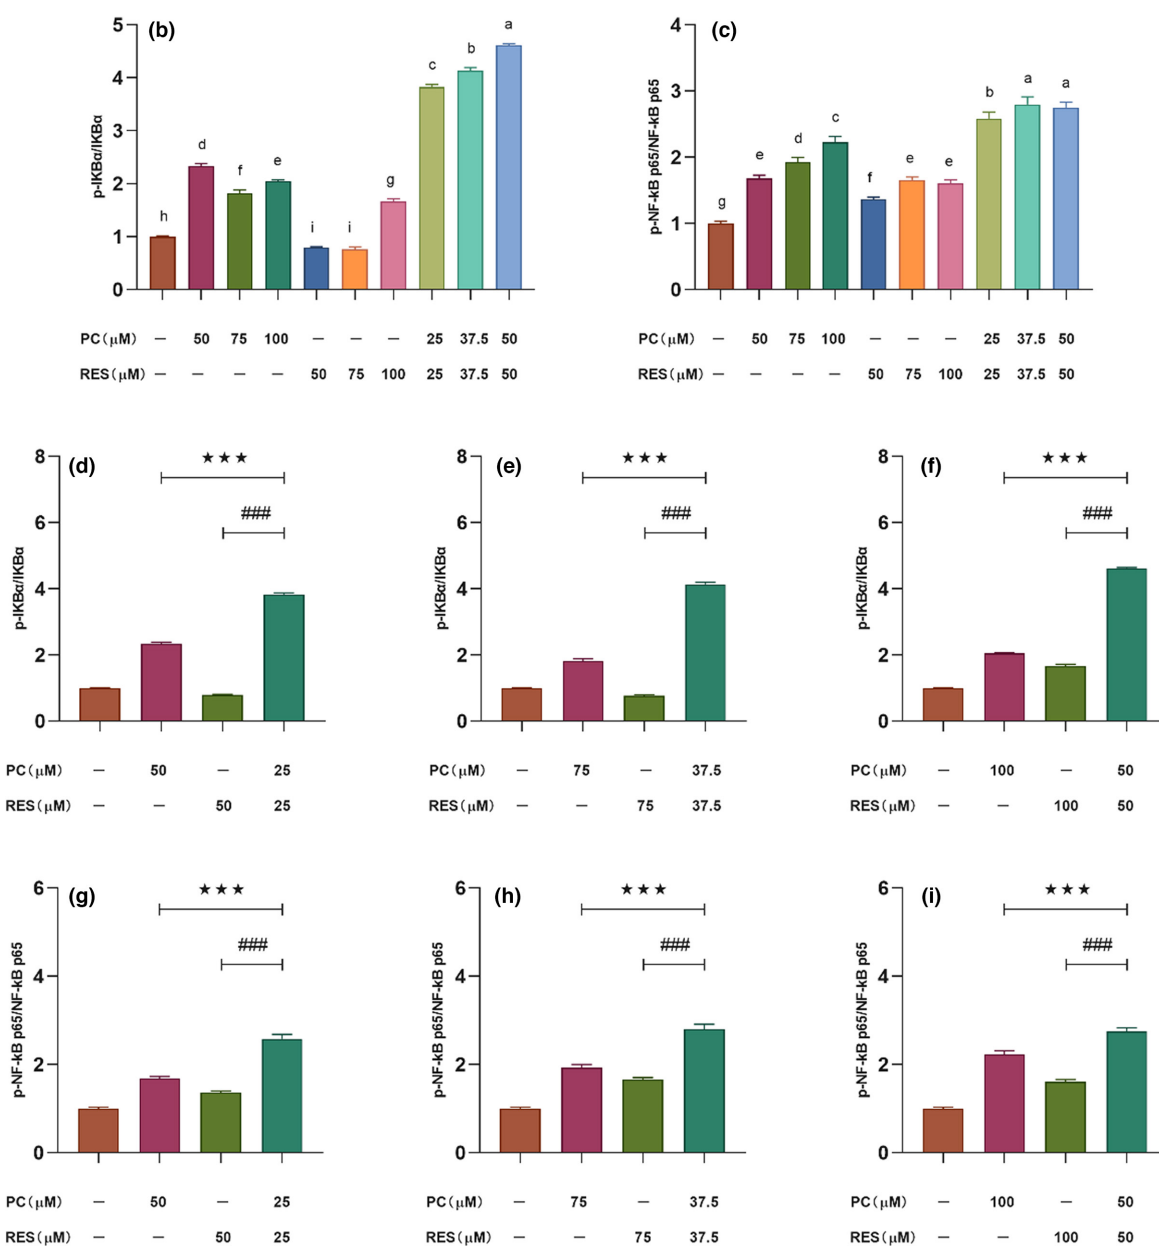 (b)
p-IKBα/IKBα
5
4
3
2
1
0
h
d
f
e
i
i
g
c
b
a
PC(μM) – 50 75 100 – – – 25 37.5 50
RES(μM) – – – – 50 75 100 25 37.5 50
(c)
p-NF-kB p65/NF-kB p65
4
3
2
1
0
g
e
d
c
f
e
e
b
a
a
PC(μM) – 50 75 100 – – – 25 37.5 50
RES(μM) – – – – 50 75 100 25 37.5 50
(d)
p-IKBα/IKBα
8
6
4
2
0
★★★
###
PC(μM) – 50 – 25
RES(μM) – – 50 25
(e)
p-IKBα/IKBα
8
6
4
2
0
★★★
###
PC(μM) – 75 – 37.5
RES(μM) – – 75 37.5
(f)
p-IKBα/IKBα
8
6
4
2
0
★★★
###
PC(μM) – 100 – 50
RES(μM) – – 100 50
(g)
p-NF-kB p65/NF-kB p65
6
4
2
0
★★★
###
PC(μM) – 50 – 25
RES(μM) – – 50 25
(h)
p-NF-kB p65/NF-kB p65
6
4
2
0
★★★
###
PC(μM) – 75 – 37.5
RES(μM) – – 75 37.5
(i)
p-NF-kB p65/NF-kB p65
6
4
2
0
★★★
###
PC(μM) – 100 – 50
RES(μM) – – 100 50